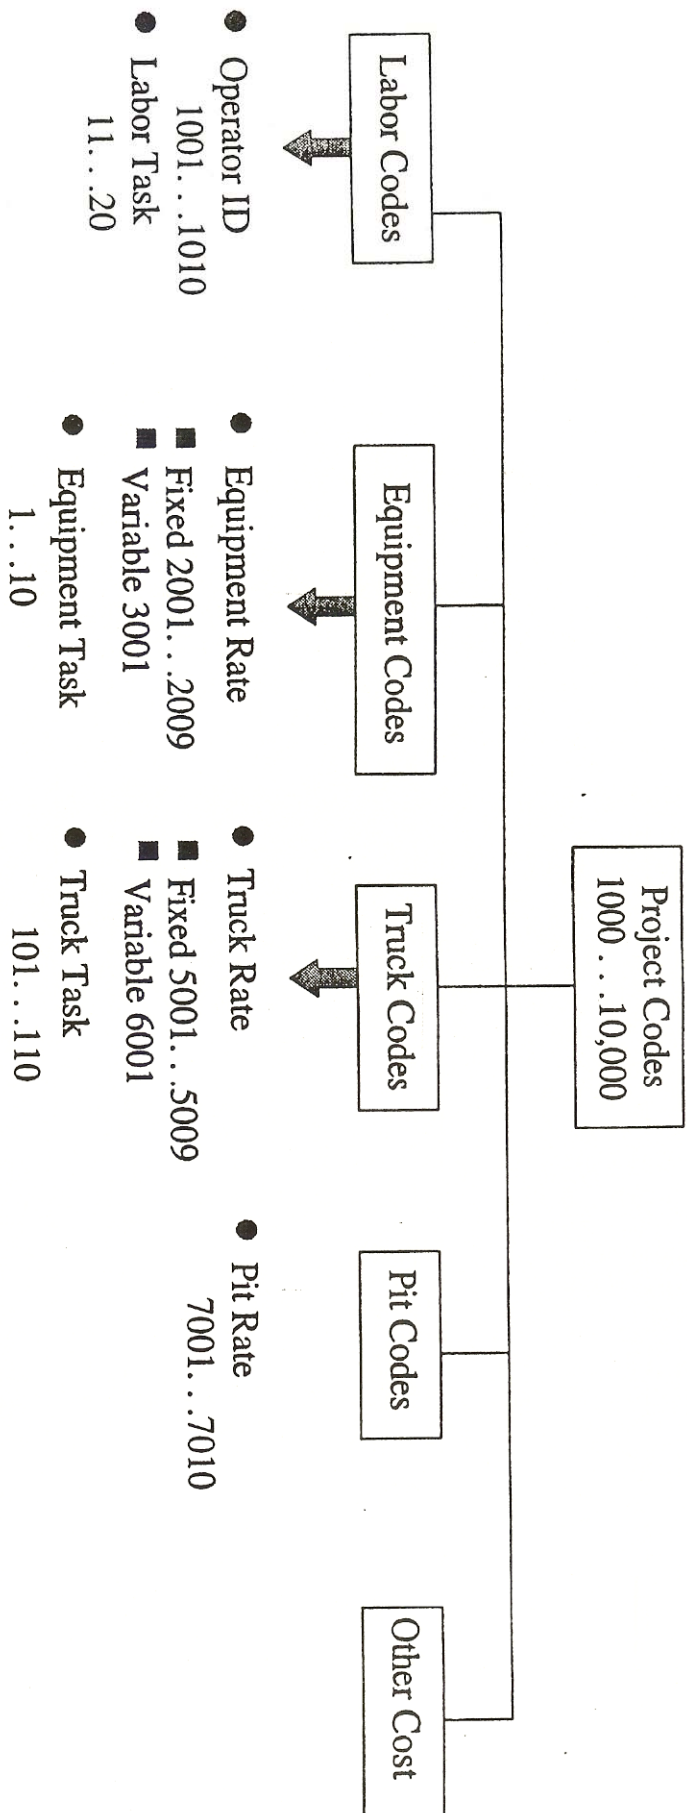 Project Codes
1000 . . .10,000
Labor Codes
Equipment Codes
Truck Codes
Pit Codes
Other Cost
● Operator ID
1001. . .1010
● Labor Task
11. . .20
● Equipment Rate
■ Fixed 2001. . .2009
■ Variable 3001
● Equipment Task
1. . .10
● Truck Rate
■ Fixed 5001. . .5009
■ Variable 6001
● Truck Task
101. . .110
● Pit Rate
7001. . .7010